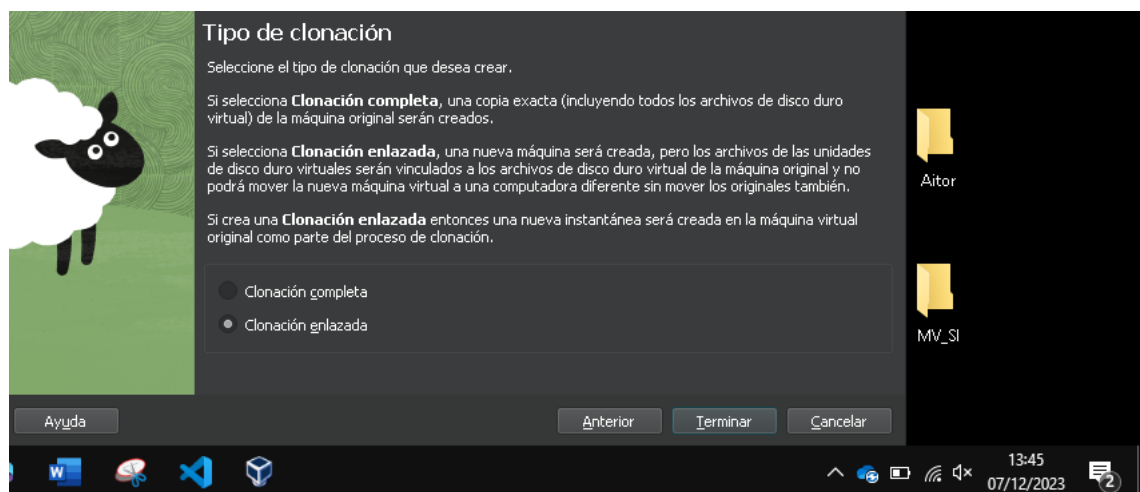 Tipo de clonación
Seleccione el tipo de clonación que desea crear.
Si selecciona Clonación completa, una copia exacta (incluyendo todos los archivos de disco duro
virtual) de la máquina original serán creados.
Si selecciona Clonación enlazada, una nueva máquina será creada, pero los archivos de las unidades
de disco duro virtuales serán vinculados a los archivos de disco duro virtual de la máquina original y no
podrá mover la nueva máquina virtual a una computadora diferente sin mover los originales también.
Si crea una Clonación enlazada entonces una nueva instantánea será creada en la máquina virtual
original como parte del proceso de clonación.
Clonación completa
Clonación enlazada
Aitor
MV_SI
Ayuda
Anterior
Terminar
Cancelar
W
13:45
07/12/2023
2